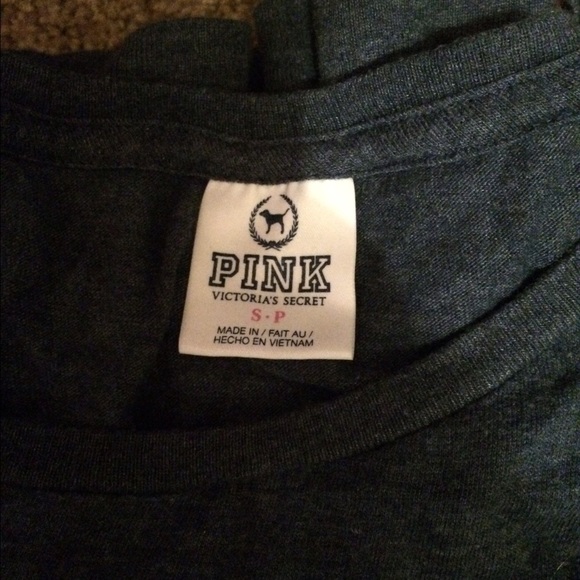 PINK
VICTORIA'S SECRET
S·P
MADE IN / FAIT AU /
HECHO EN VIETNAM